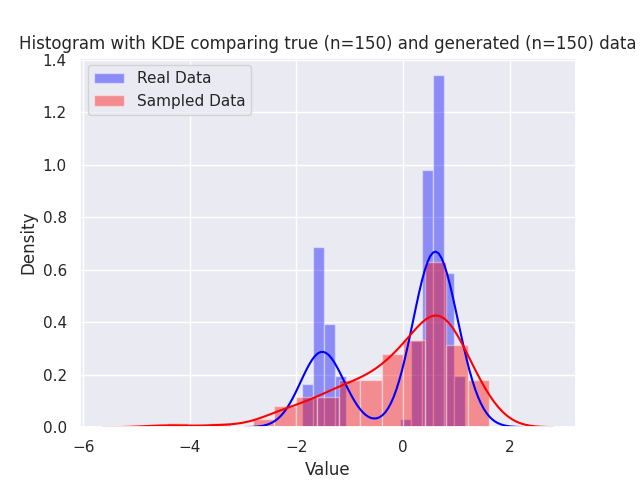 Histogram with KDE comparing true (n=150) and generated (n=150) data
Real Data
Sampled Data
1.4
1.2
1.0
0.8
0.6
0.4
0.2
0.0
Density
−6
−4
−2
0
2
Value